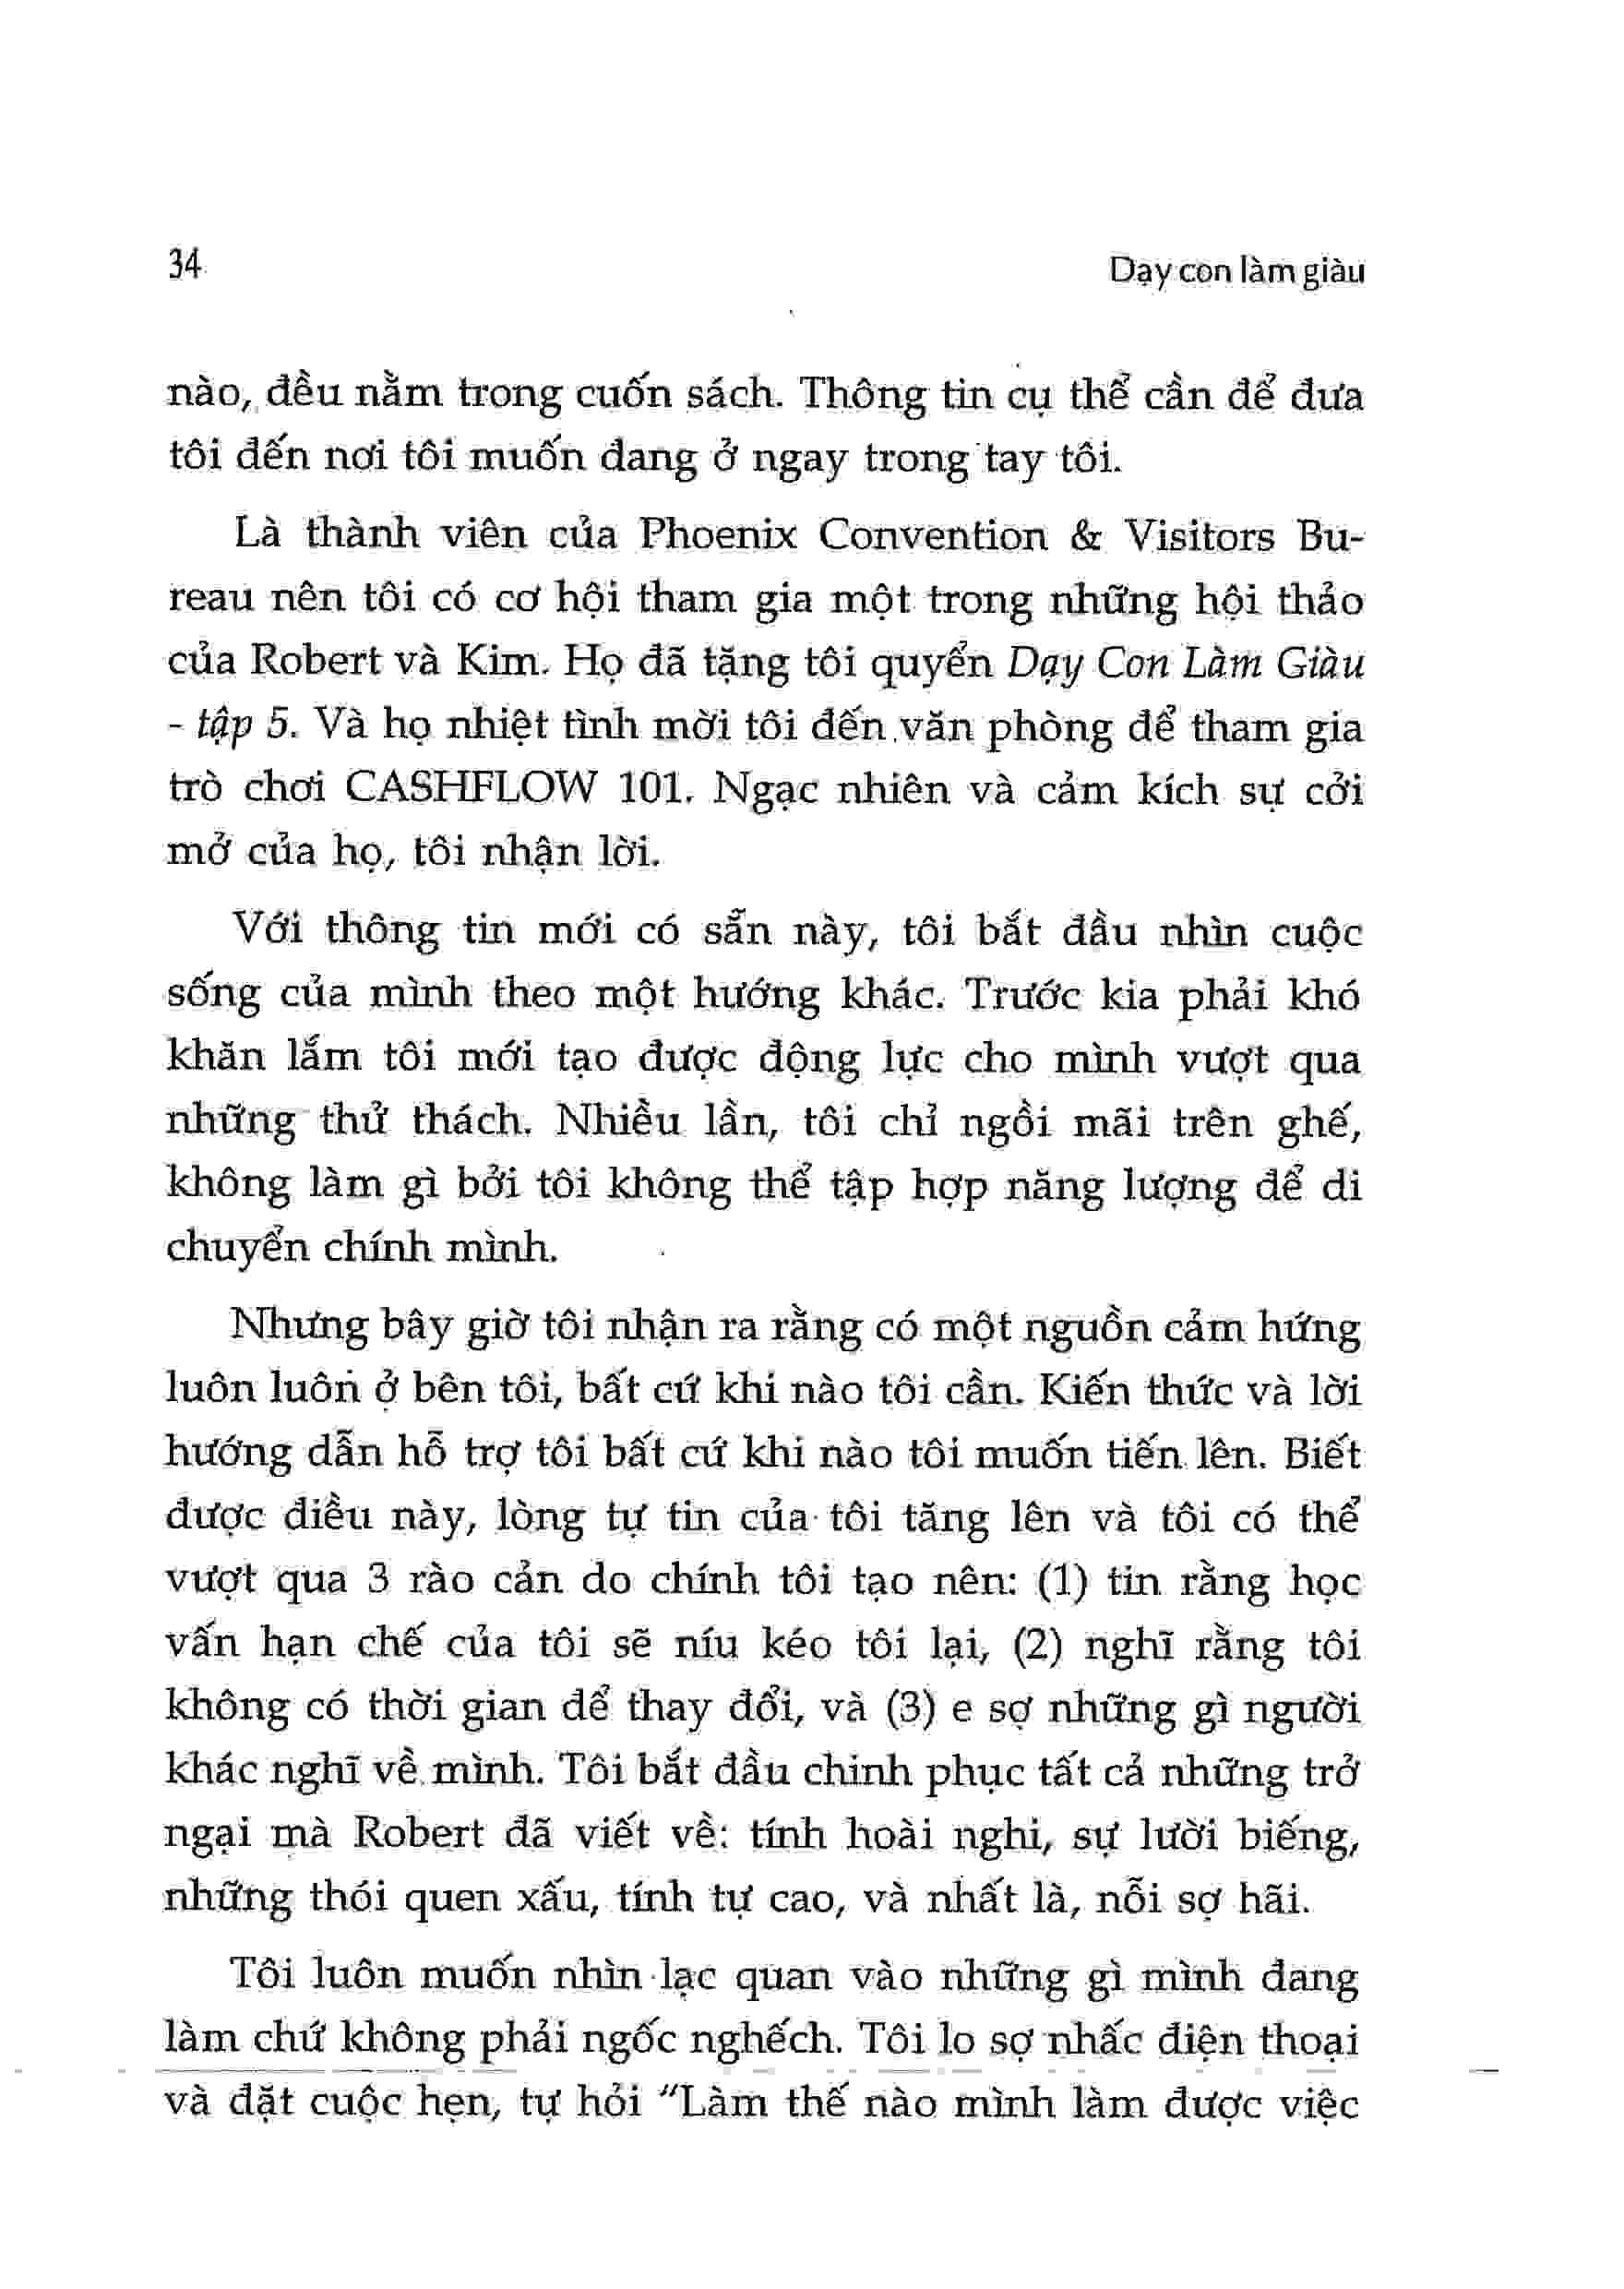 34
Dạy con làm giàu
nào, đều nằm trong cuốn sách. Thông tin cụ thể cần để đưa
tôi đến nơi tôi muốn đang ở ngay trong tay tôi.
Là thành viên của Phoenix Convention & Visitors Bu-
reau nên tôi có cơ hội tham gia một trong những hội thảo
của Robert và Kim. Họ đã tặng tôi quyển Dạy Con Làm Giàu
- tập 5. Và họ nhiệt tình mời tôi đến văn phòng để tham gia
trò chơi CASHFLOW 101. Ngạc nhiên và cảm kích sự cởi
mở của họ, tôi nhận lời.
Với thông tin mới có sẵn này, tôi bắt đầu nhìn cuộc
sống của mình theo một hướng khác. Trước kia phải khó
khăn lắm tôi mới tạo được động lực cho mình vượt qua
những thử thách. Nhiều lần, tôi chỉ ngồi mãi trên ghế,
không làm gì bởi tôi không thể tập hợp năng lượng để di
chuyển chính mình.
Nhưng bây giờ tôi nhận ra rằng có một nguồn cảm hứng
luôn luôn ở bên tôi, bất cứ khi nào tôi cần. Kiến thức và lời
hướng dẫn hỗ trợ tôi bất cứ khi nào tôi muốn tiến lên. Biết
được điều này, lòng tự tin của tôi tăng lên và tôi có thể
vượt qua 3 rào cản do chính tôi tạo nên: (1) tin rằng học
vấn hạn chế của tôi sẽ níu kéo tôi lại, (2) nghĩ rằng tôi
không có thời gian để thay đổi, và (3) e sợ những gì người
khác nghĩ về mình. Tôi bắt đầu chinh phục tất cả những trở
ngại mà Robert đã viết về: tính hoài nghi, sự lười biếng,
những thói quen xấu, tính tự cao, và nhất là, nỗi sợ hãi.
Tôi luôn muốn nhìn lạc quan vào những gì mình đang
làm chứ không phải ngốc nghếch. Tôi lo sợ nhấc điện thoại
và đặt cuộc hẹn, tự hỏi "Làm thế nào mình làm được việc